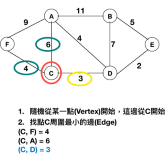 11
A
B
9
5
6
4
7
F
E
4
C
3
D
2
1. 隨機從某一點(Vertex)開始，這邊從C開始
2. 找點C周圍最小的邊(Edge)
(C, F) = 4
(C, A) = 6
(C, D) = 3